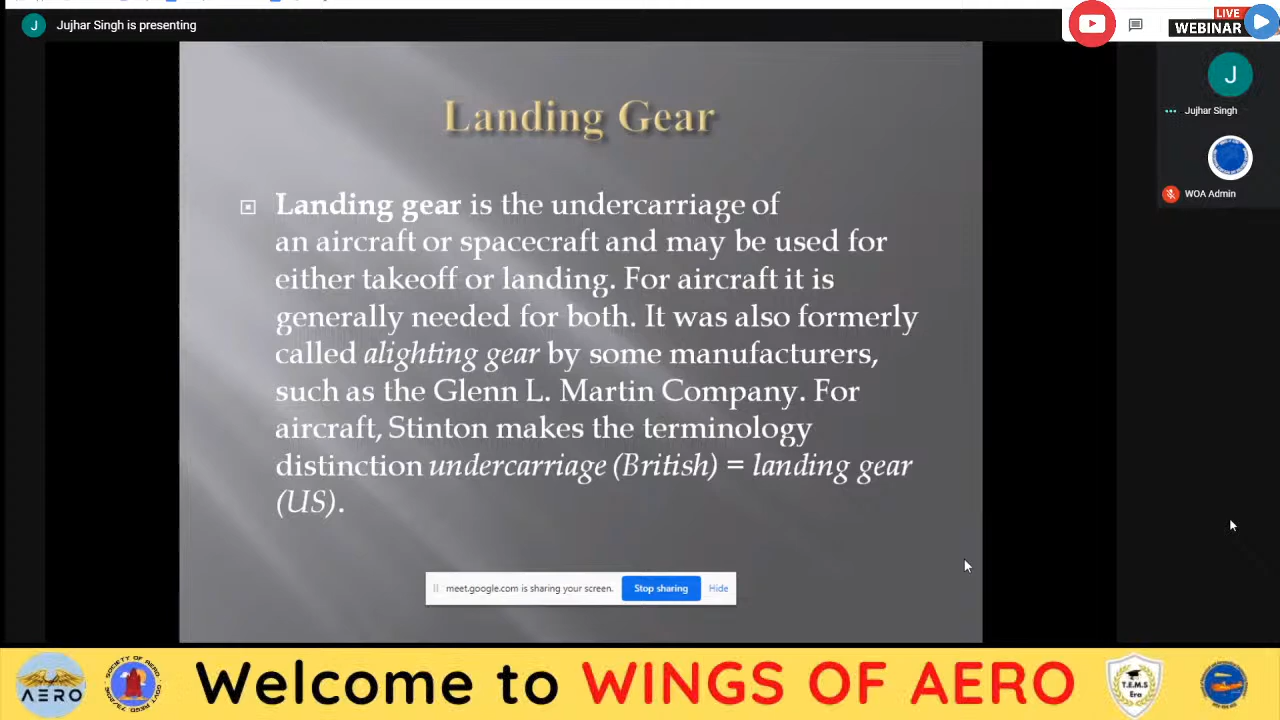 J
Jujhar Singh is presenting
LIVE
WEBINAR
Landing Gear
Landing gear is the undercarriage of
an aircraft or spacecraft and may be used for
either takeoff or landing. For aircraft it is
generally needed for both. It was also formerly
called alighting gear by some manufacturers,
such as the Glenn L. Martin Company. For
aircraft, Stinton makes the terminology
distinction undercarriage (British) = landing gear
(US).
meet.google.com is sharing your screen.
Stop sharing
Hide
J
Jujhar Singh
WOA Admin
AERO
SOCIETY OF AERO
Welcome to WINGS OF AERO
T.E.M.S
Era